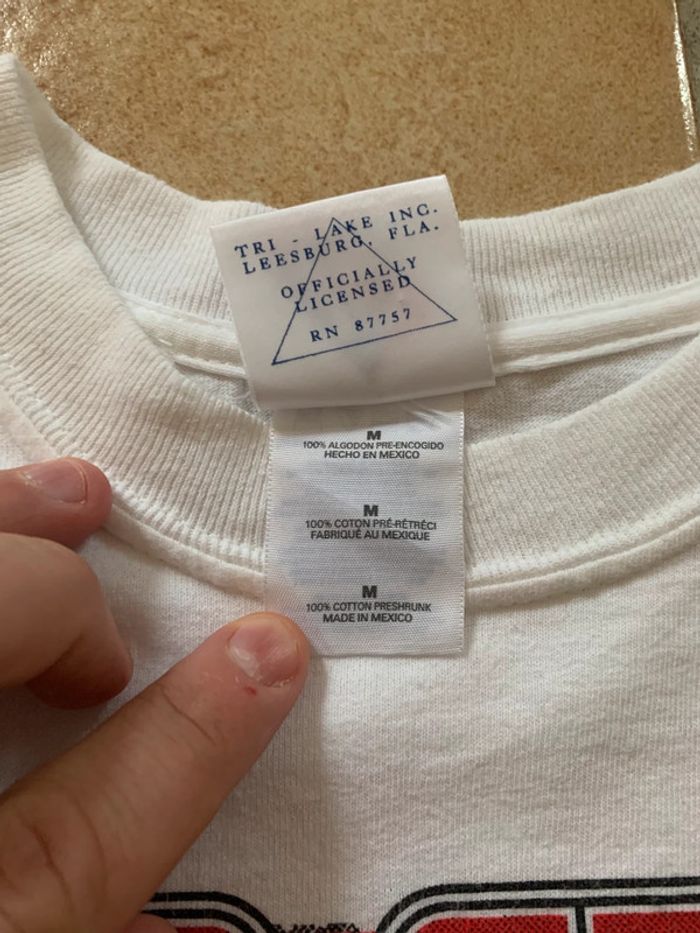 TRI - LAKE INC.
LEESBURG, FLA.
OFFICIALLY
LICENSED
RN 87757
M
100% ALGODON PRE-ENCOGIDO
HECHO EN MEXICO
M
100% COTON PRÉ-RÉTRÉCI
FABRIQUÉ AU MEXIQUE
M
100% COTTON PRESHRUNK
MADE IN MEXICO